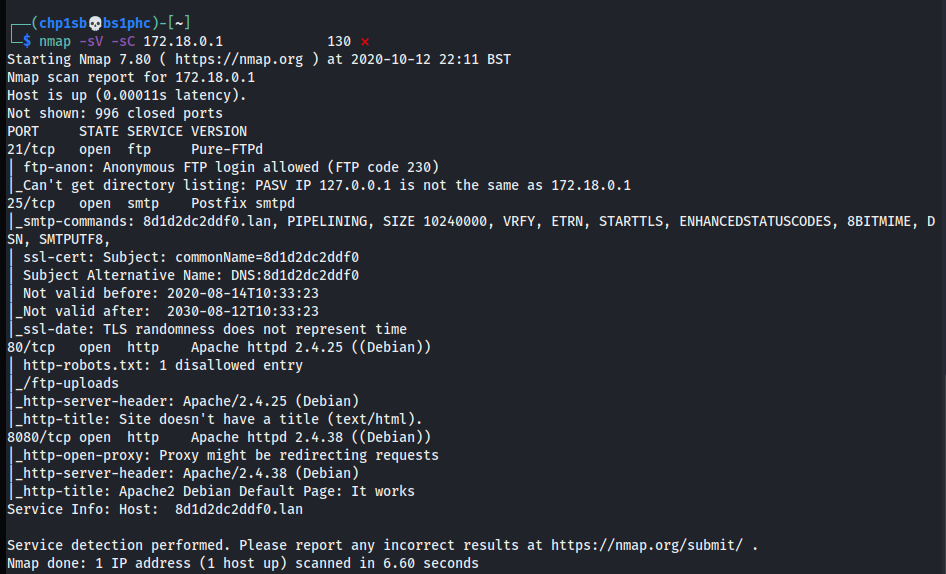 ┌──(chp1sb💀bs1phc)-[~]
└─$ nmap -sV -sC 172.18.0.1 130 ⨯
Starting Nmap 7.80 ( https://nmap.org ) at 2020-10-12 22:11 BST
Nmap scan report for 172.18.0.1
Host is up (0.00011s latency).
Not shown: 996 closed ports
PORT     STATE SERVICE VERSION
21/tcp   open  ftp     Pure-FTPd
| ftp-anon: Anonymous FTP login allowed (FTP code 230)
|_Can't get directory listing: PASV IP 127.0.0.1 is not the same as 172.18.0.1
25/tcp   open  smtp    Postfix smtpd
|_smtp-commands: 8d1d2dc2ddf0.lan, PIPELINING, SIZE 10240000, VRFY, ETRN, STARTTLS, ENHANCEDSTATUSCODES, 8BITMIME, D
SN, SMTPUTF8,
| ssl-cert: Subject: commonName=8d1d2dc2ddf0
| Subject Alternative Name: DNS:8d1d2dc2ddf0
| Not valid before: 2020-08-14T10:33:23
|_Not valid after:  2030-08-12T10:33:23
|_ssl-date: TLS randomness does not represent time
80/tcp   open  http    Apache httpd 2.4.25 ((Debian))
| http-robots.txt: 1 disallowed entry
|_/ftp-uploads
|_http-server-header: Apache/2.4.25 (Debian)
|_http-title: Site doesn't have a title (text/html).
8080/tcp open  http    Apache httpd 2.4.38 ((Debian))
|_http-open-proxy: Proxy might be redirecting requests
|_http-server-header: Apache/2.4.38 (Debian)
|_http-title: Apache2 Debian Default Page: It works
Service Info: Host:  8d1d2dc2ddf0.lan

Service detection performed. Please report any incorrect results at https://nmap.org/submit/ .
Nmap done: 1 IP address (1 host up) scanned in 6.60 seconds